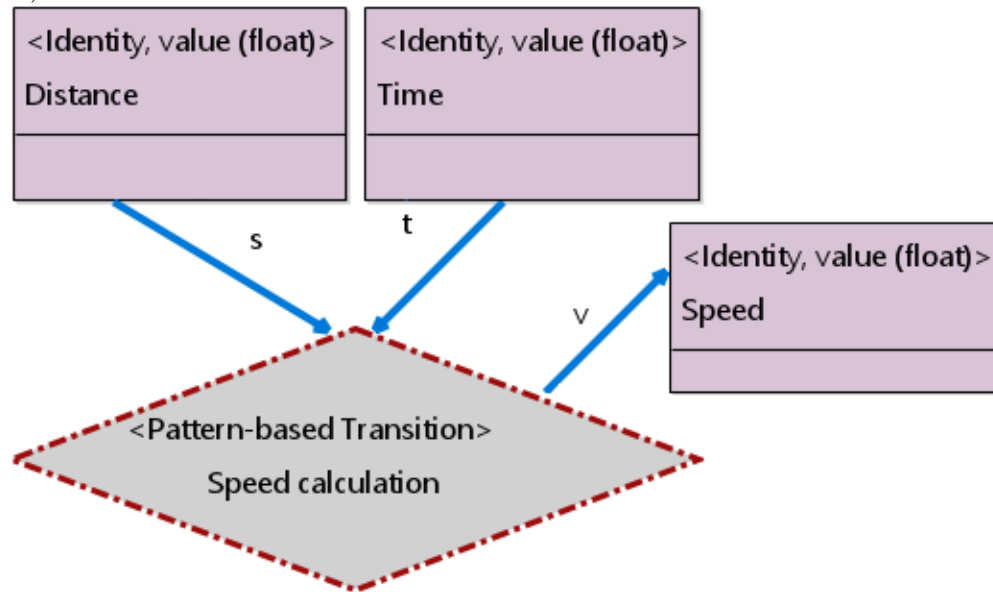 <Identity, value (float)>
Distance
<Identity, value (float)>
Time
s
t
<Identity, value (float)>
Speed
v
<Pattern-based Transition>
Speed calculation